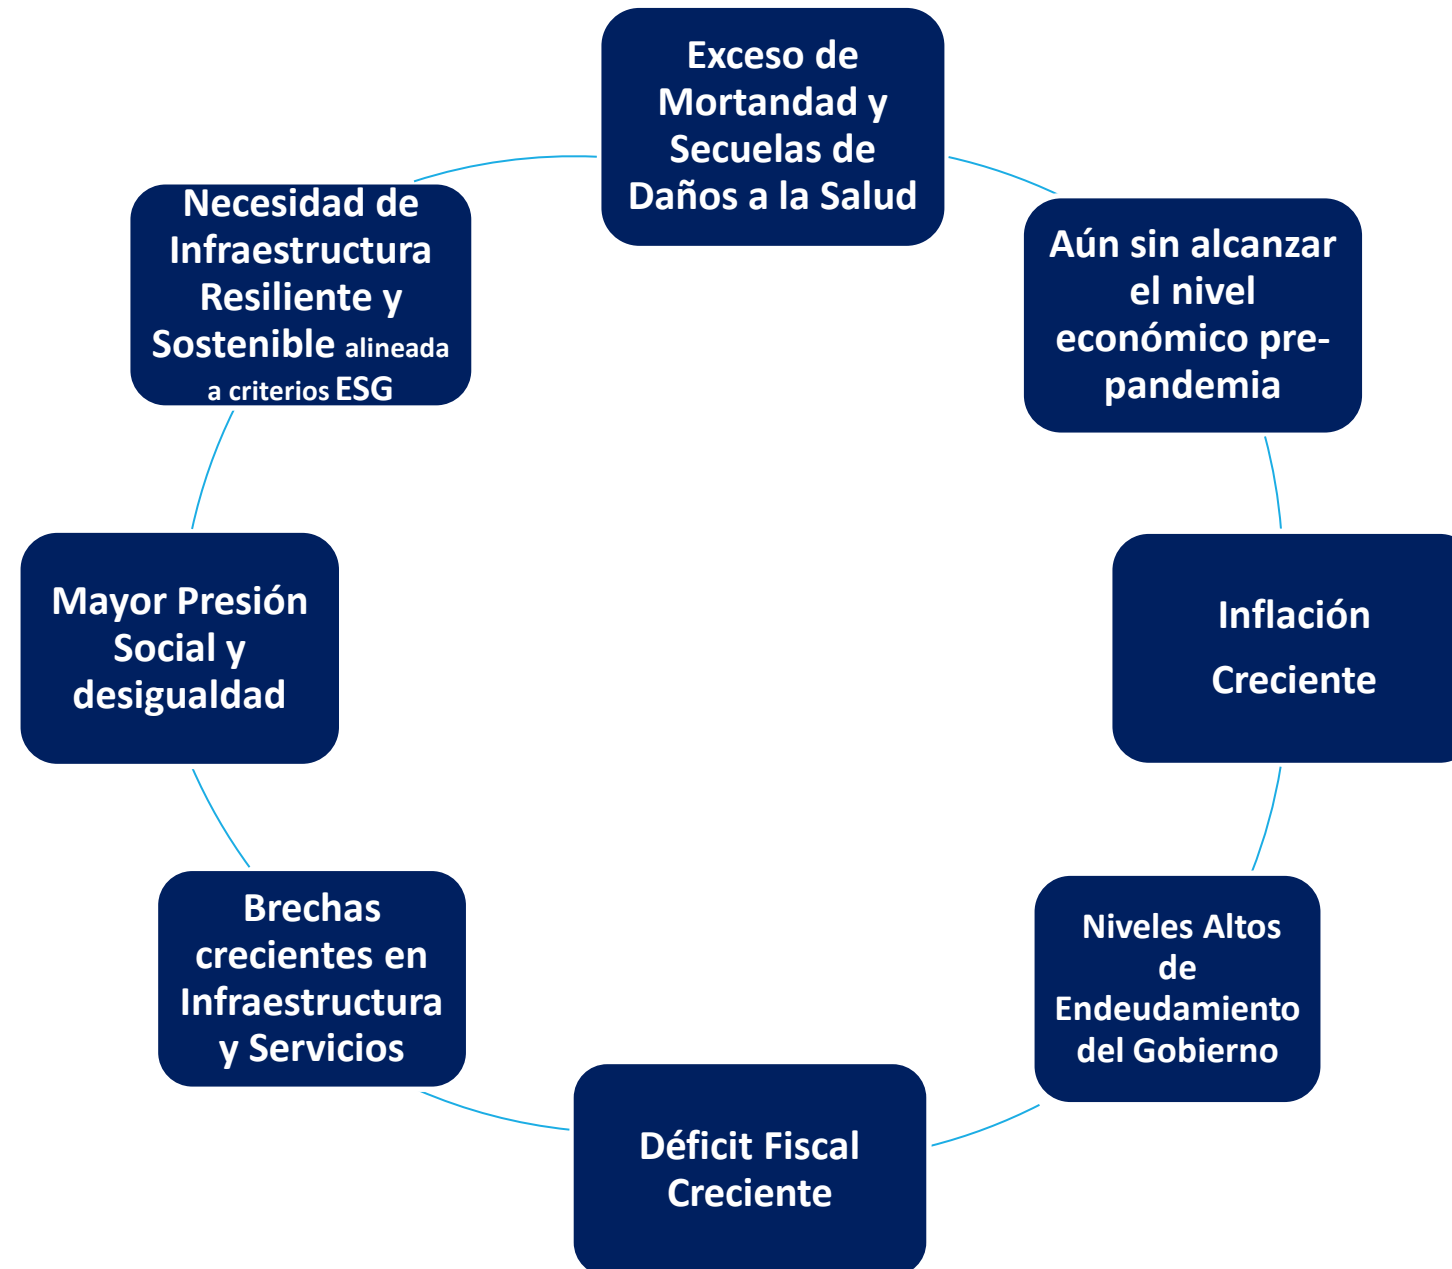 Exceso de
Mortandad y
Secuelas de
Daños a la Salud
Aún sin alcanzar
el nivel
económico pre-
pandemia
Inflación
Creciente
Niveles Altos
de
Endeudamiento
del Gobierno
Déficit Fiscal
Creciente
Brechas
crecientes en
Infraestructura
y Servicios
Mayor Presión
Social y
desigualdad
Necesidad de
Infraestructura
Resiliente y
Sostenible alineada
a criterios ESG